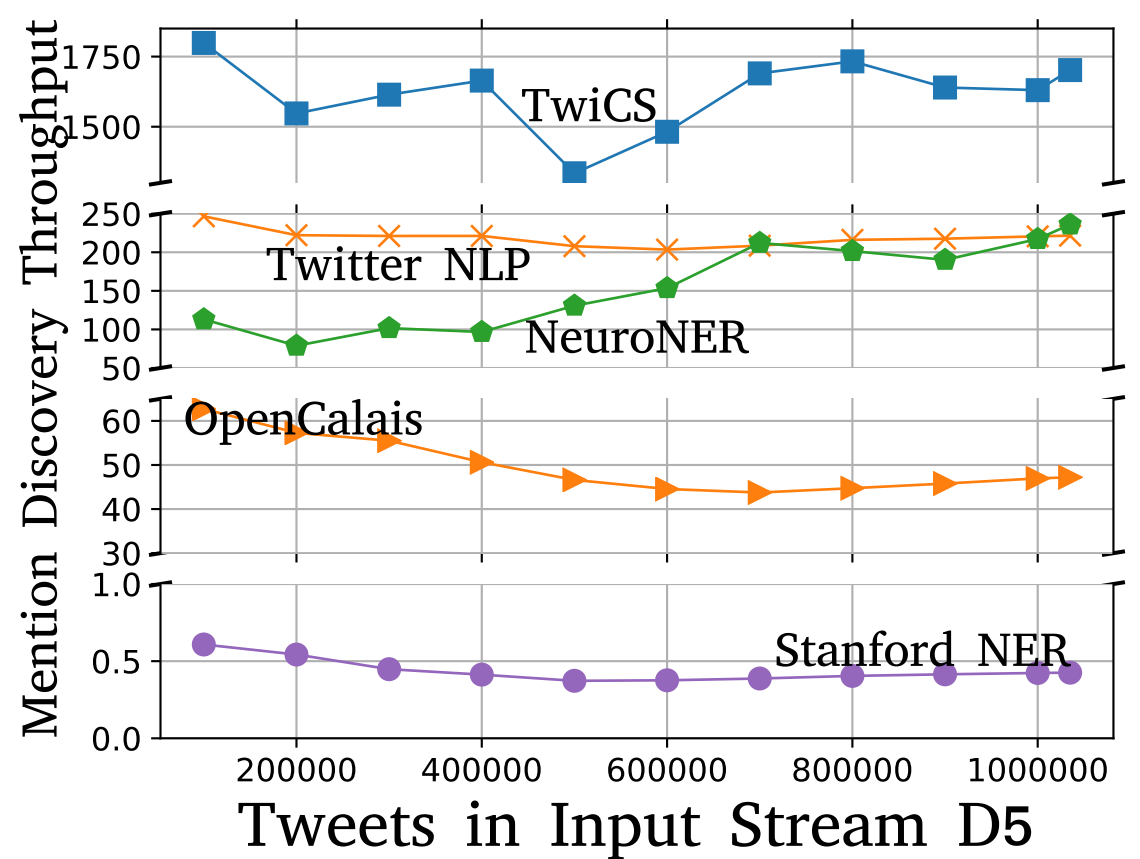 Mention Discovery Throughput
1750
1500
TwiCS
250
200
150
100
50
Twitter NLP
NeuroNER
60
50
40
30
OpenCalais
1.0
0.5
0.0
Stanford NER
200000 400000 600000 800000 1000000
Tweets in Input Stream D5